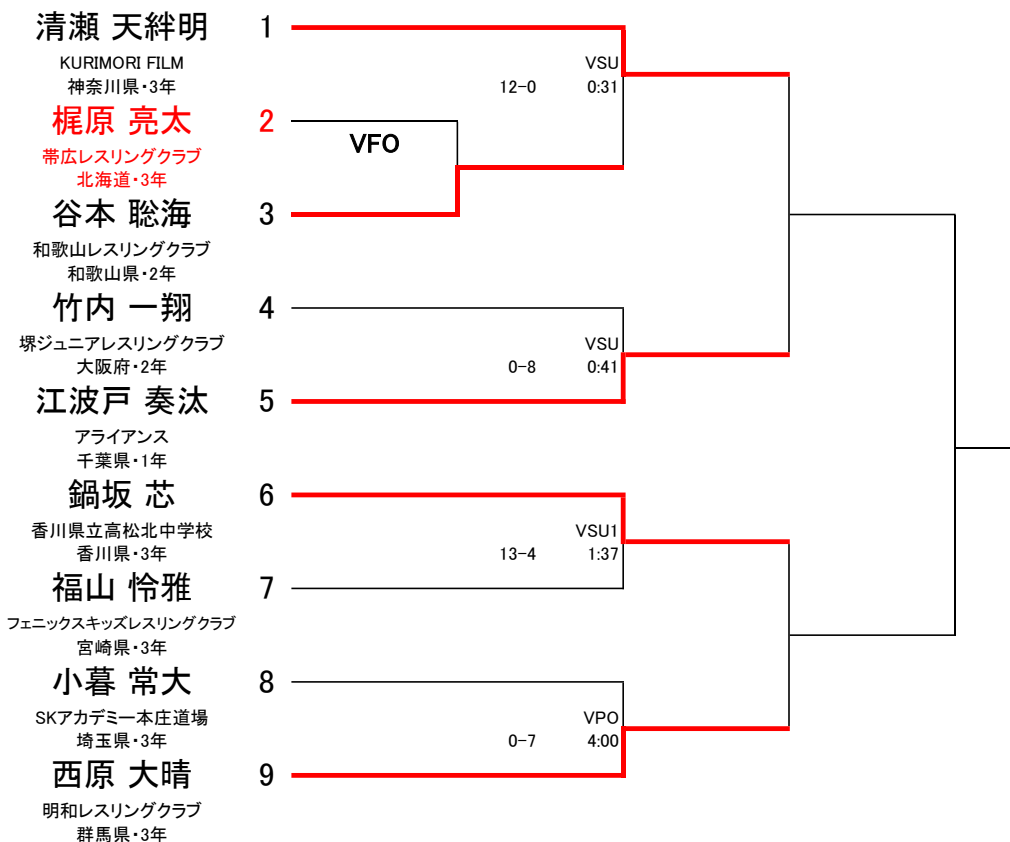 清瀬 天絆明 1
KURIMORI FILM
神奈川県・3年
VSU
12-0 0:31
梶原 亮太 2
帯広レスリングクラブ
北海道・3年
VFO
谷本 聡海 3
和歌山レスリングクラブ
和歌山県・2年
竹内 一翔 4
堺ジュニアレスリングクラブ
大阪府・2年
VSU
0-8 0:41
江波戸 奏汰 5
アライアンス
千葉県・1年
鍋坂 芯 6
香川県立高松北中学校
香川県・3年
VSU1
13-4 1:37
福山 怜雅 7
フェニックスキッズレスリングクラブ
宮崎県・3年
小暮 常大 8
SKアカデミー本庄道場
埼玉県・3年
VPO
0-7 4:00
西原 大晴 9
明和レスリングクラブ
群馬県・3年